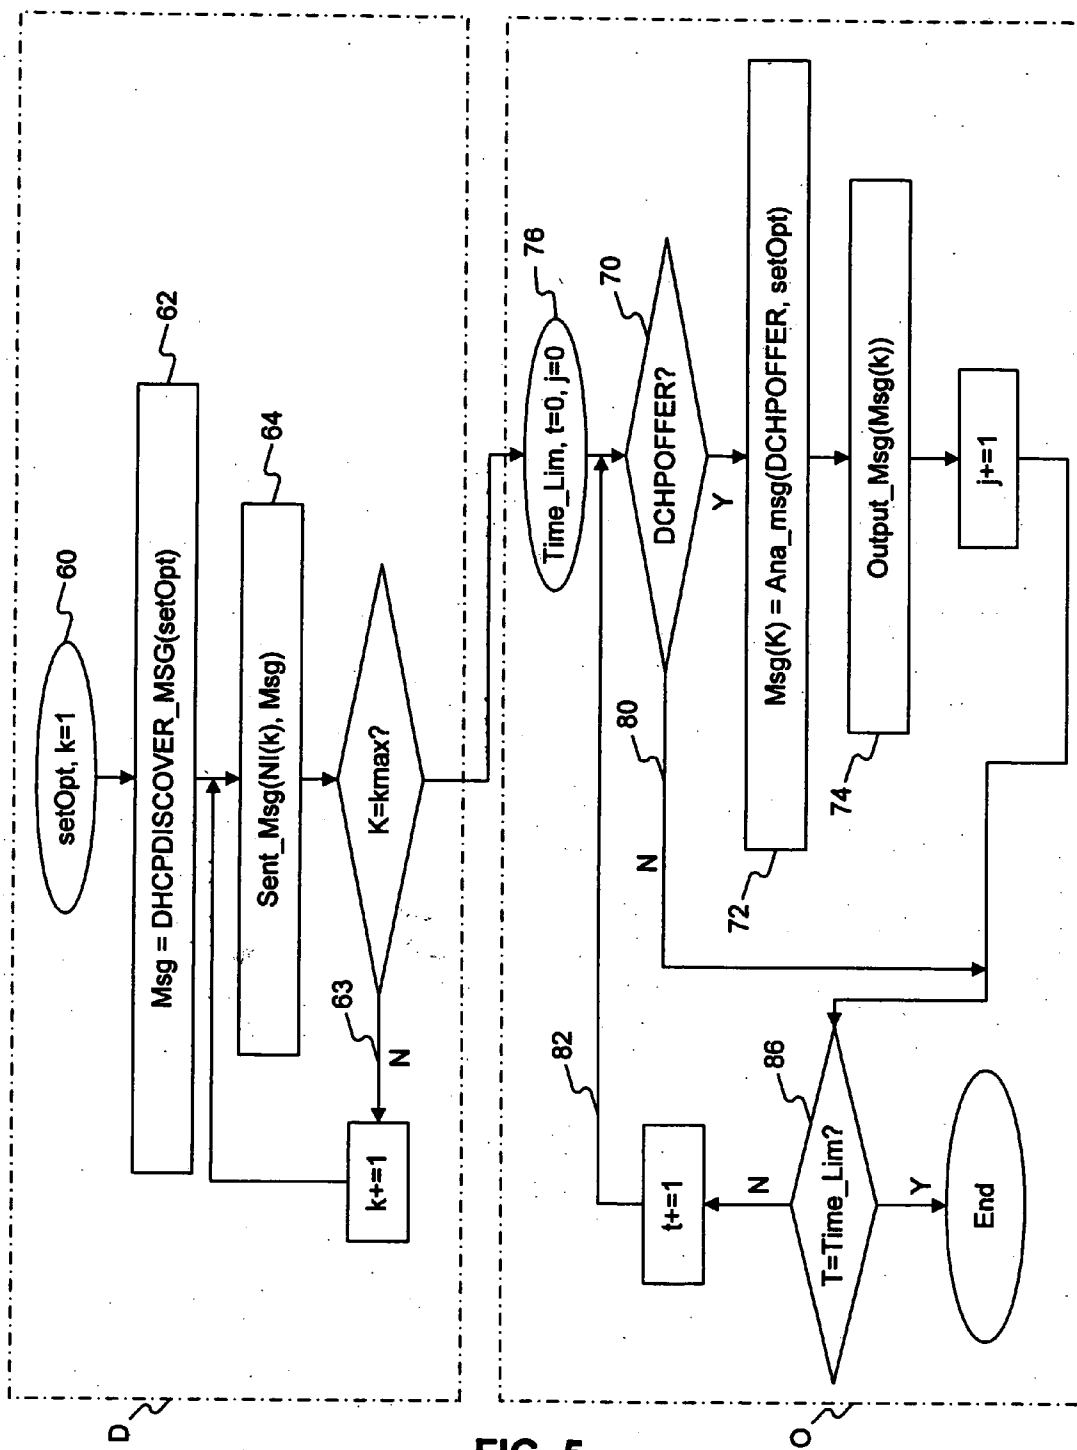 D
setOpt, k=1
60
Msg = DHCPDISCOVER_MSG(setOpt)
62
Sent_Msg(NI(k), Msg)
64
K=kmax?
63
N
k+=1
O
Time_Lim, t=0, j=0
76
DCHPOFFER?
70
80
N
Y
Msg(K) = Ana_msg(DCHPOFFER, setOpt)
72
Output_Msg(Msg(k))
74
j+=1
82
t+=1
N
T=Time_Lim?
86
Y
End
FIG. 5